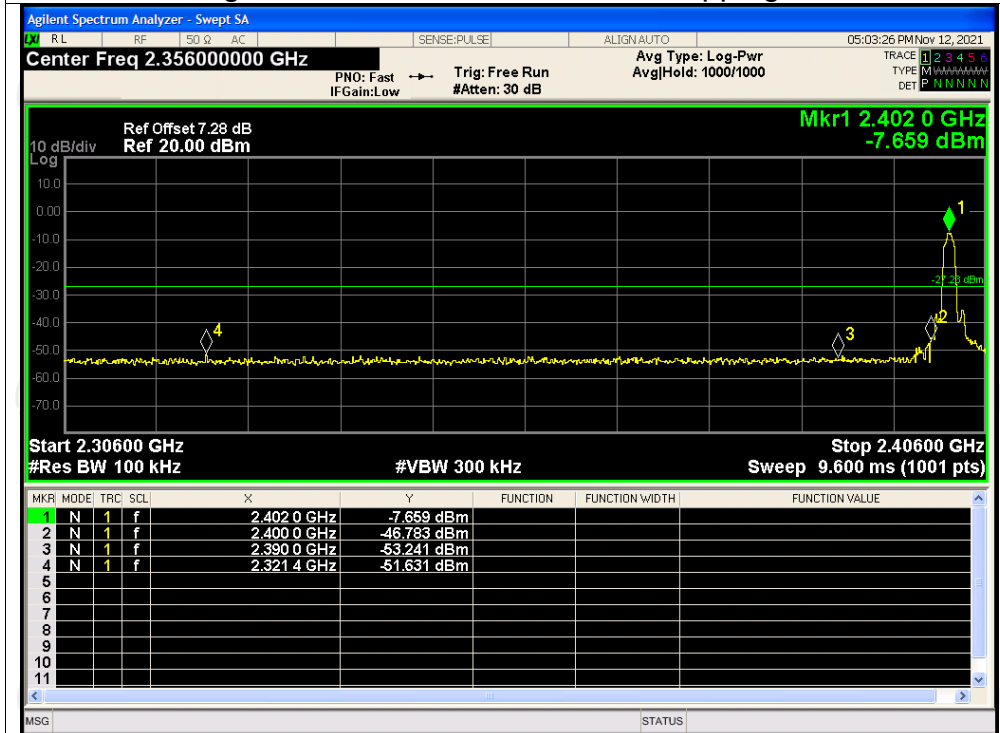 Agilent Spectrum Analyzer - Swept SA
LXI RL RF 50 Ω AC SENSE:PULSE ALIGN AUTO 05:03:26 PM Nov 12, 2021
Center Freq 2.356000000 GHz
PNO: Fast
IFGain:Low
Trig: Free Run
#Atten: 30 dB
Avg Type: Log-Pwr
Avg|Hold: 1000/1000
TRACE 1 2 3 4 5 6
TYPE M
DET P N N N N N
10 dB/div
Log
Ref Offset 7.28 dB
Ref 20.00 dBm
Mkr1 2.402 0 GHz
-7.659 dBm
10.0
0.00
-10.0
-20.0
-30.0
-40.0
-50.0
-60.0
-70.0
1
-27.23 dBm
2
3
4
Start 2.30600 GHz Stop 2.40600 GHz
#Res BW 100 kHz #VBW 300 kHz Sweep 9.600 ms (1001 pts)
MKR MODE TRC SCL X Y FUNCTION FUNCTION WIDTH FUNCTION VALUE
1 N 1 f 2.402 0 GHz -7.659 dBm
2 N 1 f 2.400 0 GHz -46.783 dBm
3 N 1 f 2.390 0 GHz -53.241 dBm
4 N 1 f 2.321 4 GHz -51.631 dBm
5
6
7
8
9
10
11
MSG STATUS